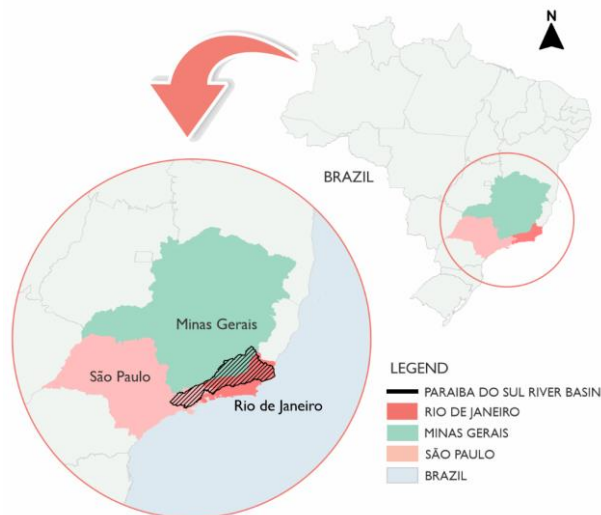 N
BRAZIL
Minas Gerais
São Paulo
Rio de Janeiro
LEGEND
PARAIBA DO SUL RIVER BASIN
RIO DE JANEIRO
MINAS GERAIS
SÃO PAULO
BRAZIL